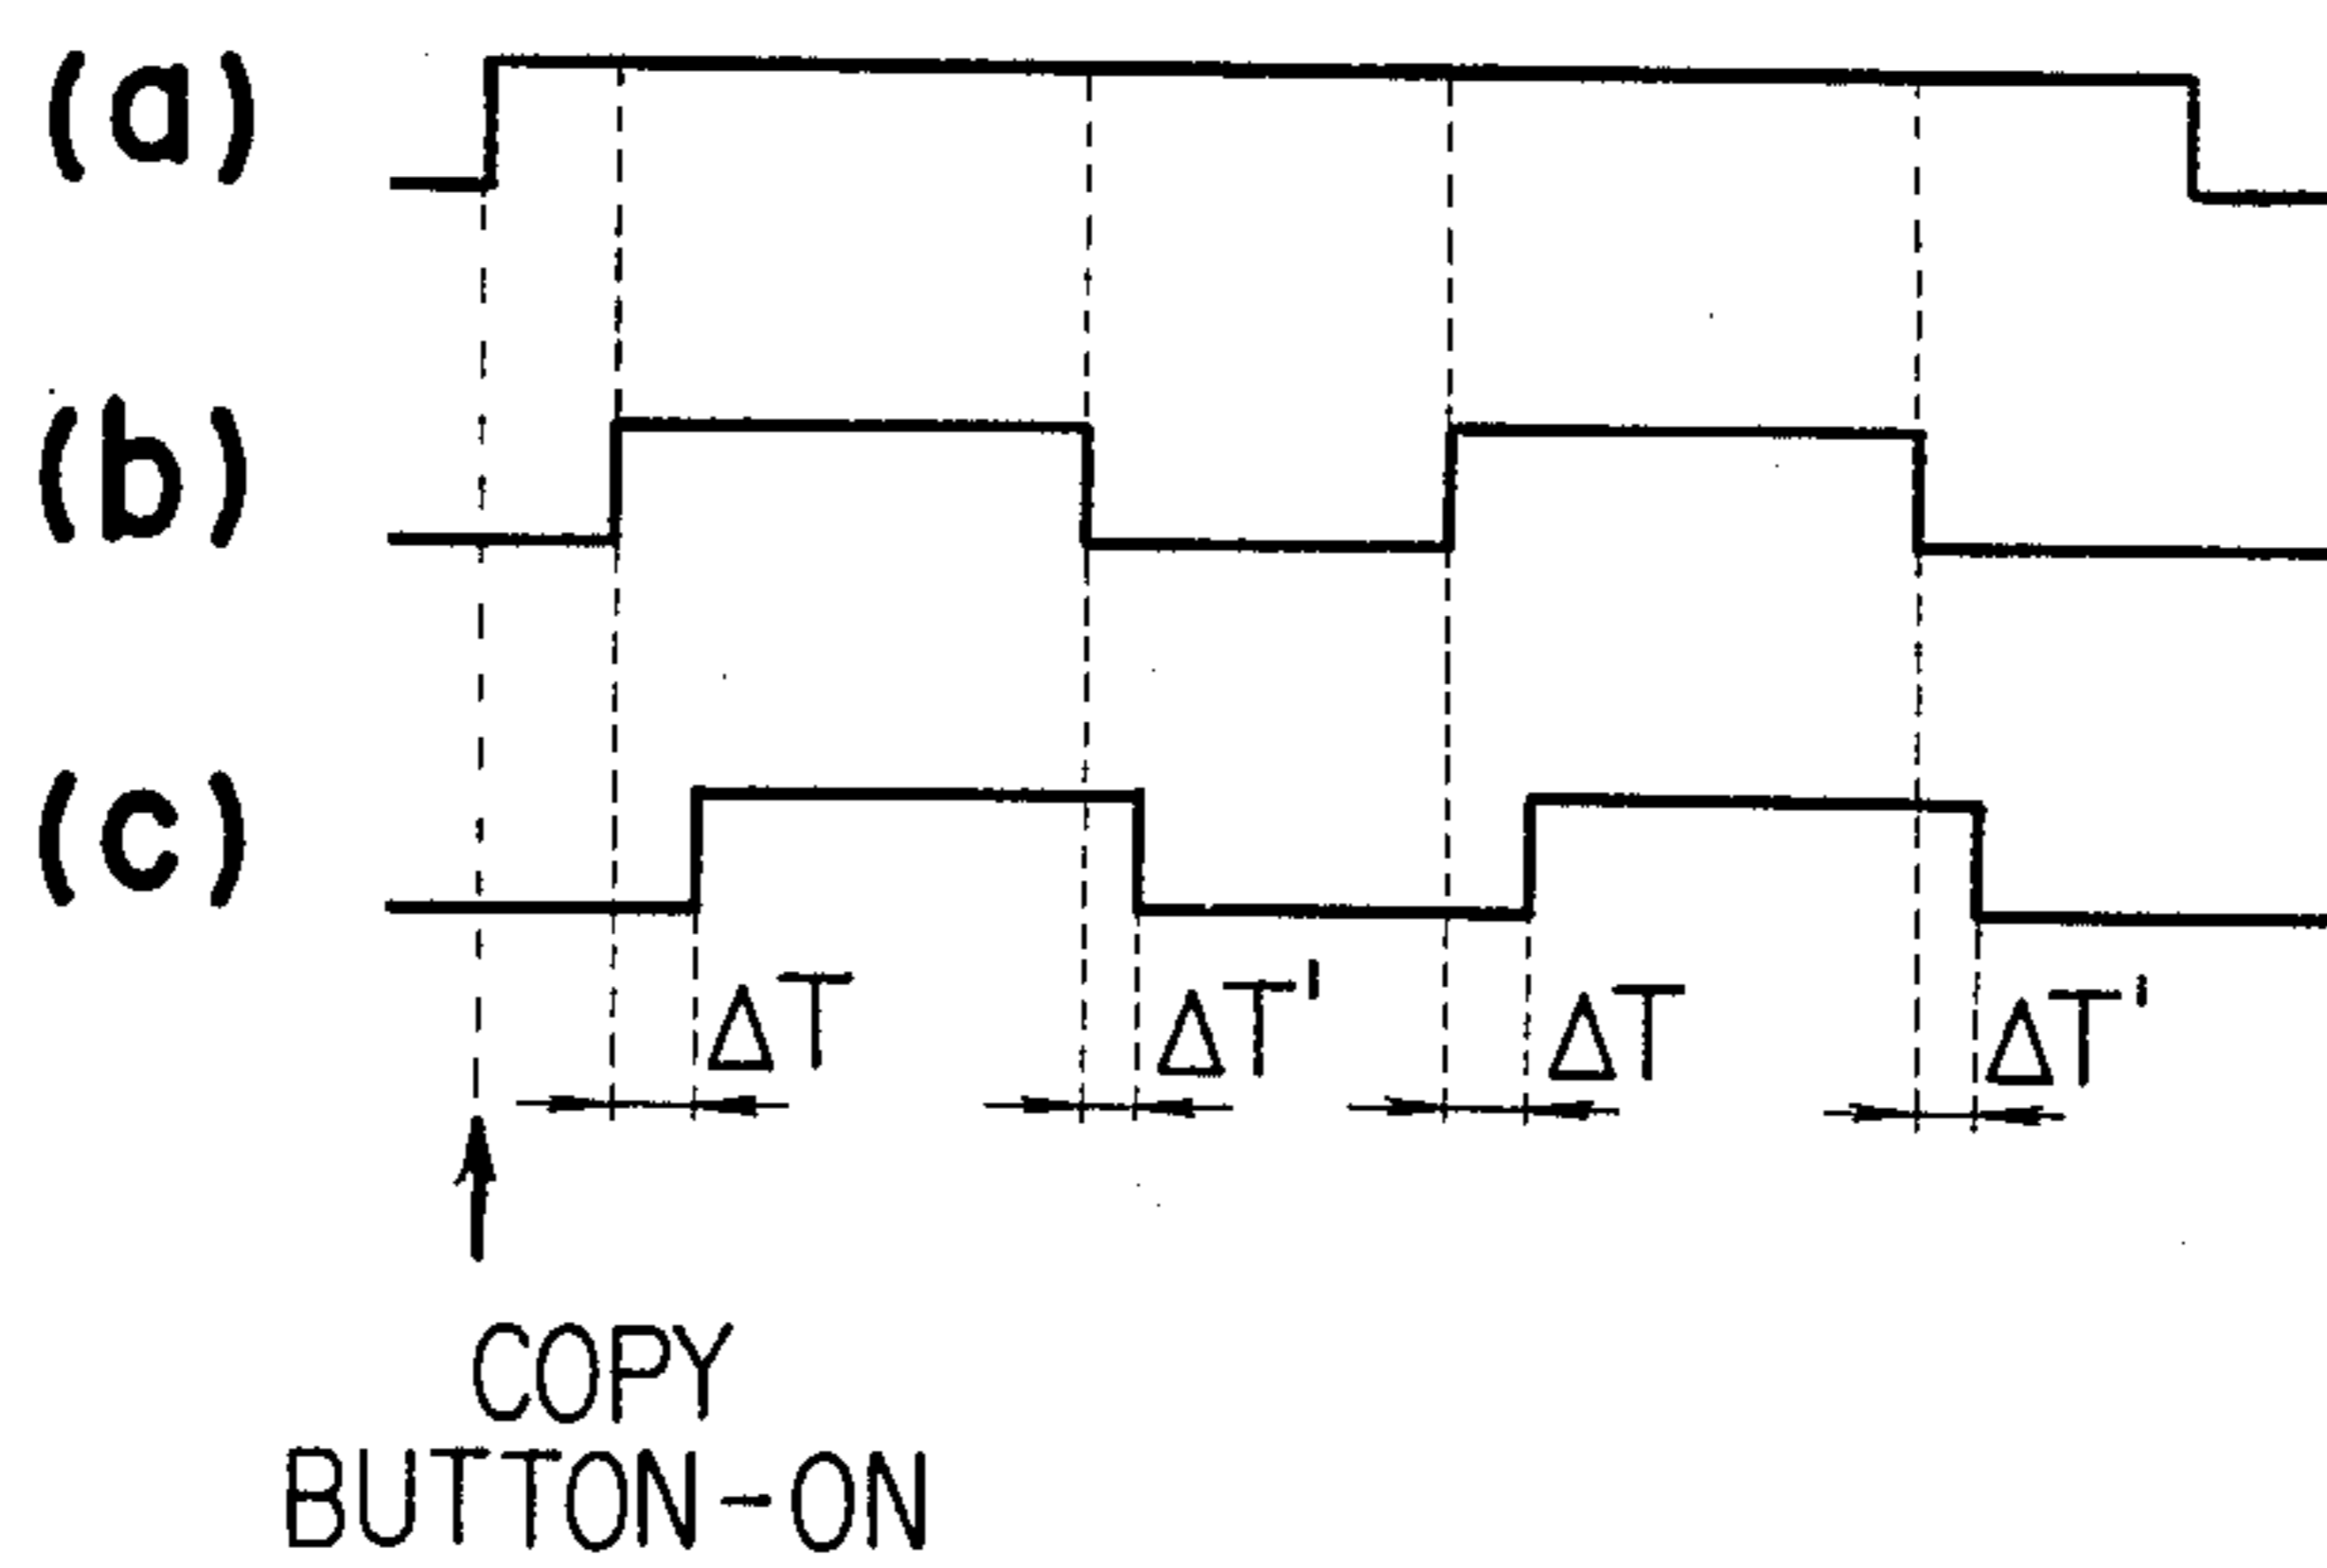 (a)
(b)
(c)
ΔT ΔT' ΔT ΔT'
COPY
BUTTON-ON